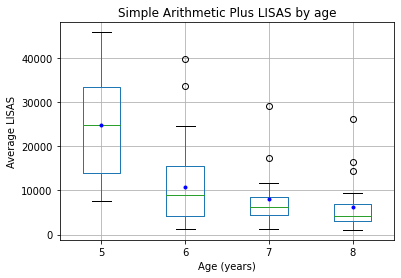 Simple Arithmetic Plus LISAS by age
40000
30000
20000
10000
0
Average LISAS
5 6 7 8
Age (years)